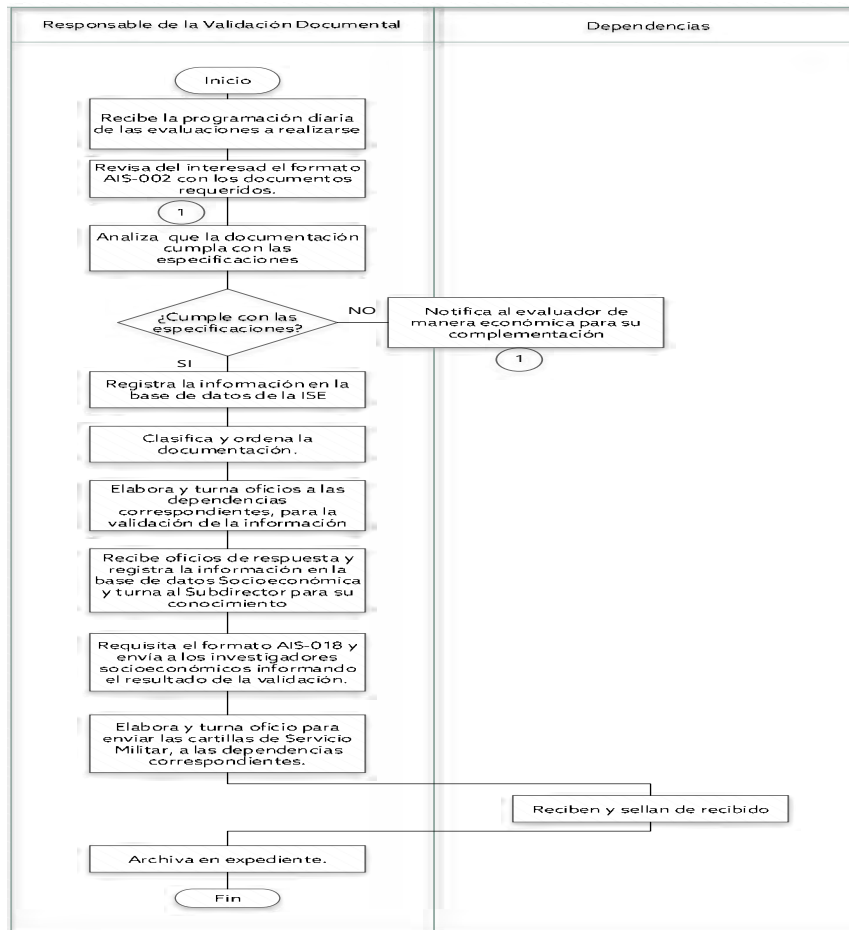 Responsable de la Validación Documental
Dependencias
Inicio
Recibe la programación diaria
de las evaluaciones a realizarse
Revisa del interesad el formato
AIS-002 con los documentos
requeridos.
1
Analiza que la documentación
cumpla con las
especificaciones
¿Cumple con las
especificaciones?
NO
Notifica al evaluador de
manera económica para su
complementación
1
SI
Registra la información en la
base de datos de la ISE
Clasifica y ordena la
documentación.
Elabora y turna oficios a las
dependencias
correspondientes, para la
validación de la información
Recibe oficios de respuesta y
registra la información en la
base de datos Socioeconómica
y turna al Subdirector para su
conocimiento
Requisita el formato AIS-018 y
envía a los investigadores
socioeconómicos informando
el resultado de la validación.
Elabora y turna oficio para
enviar las cartillas de Servicio
Militar, a las dependencias
correspondientes.
Reciben y sellan de recibido
Archiva en expediente.
Fin